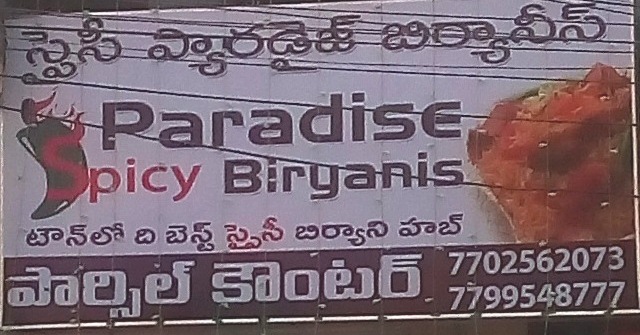 స్పైసీ ప్యారడైజ్ బిర్యానీస్
Paradise
Spicy Biryanis
టౌన్‌లో ది బెస్ట్ స్పైసీ బిర్యాని హబ్
పార్సిల్ కౌంటర్ 7702562073
7799548777